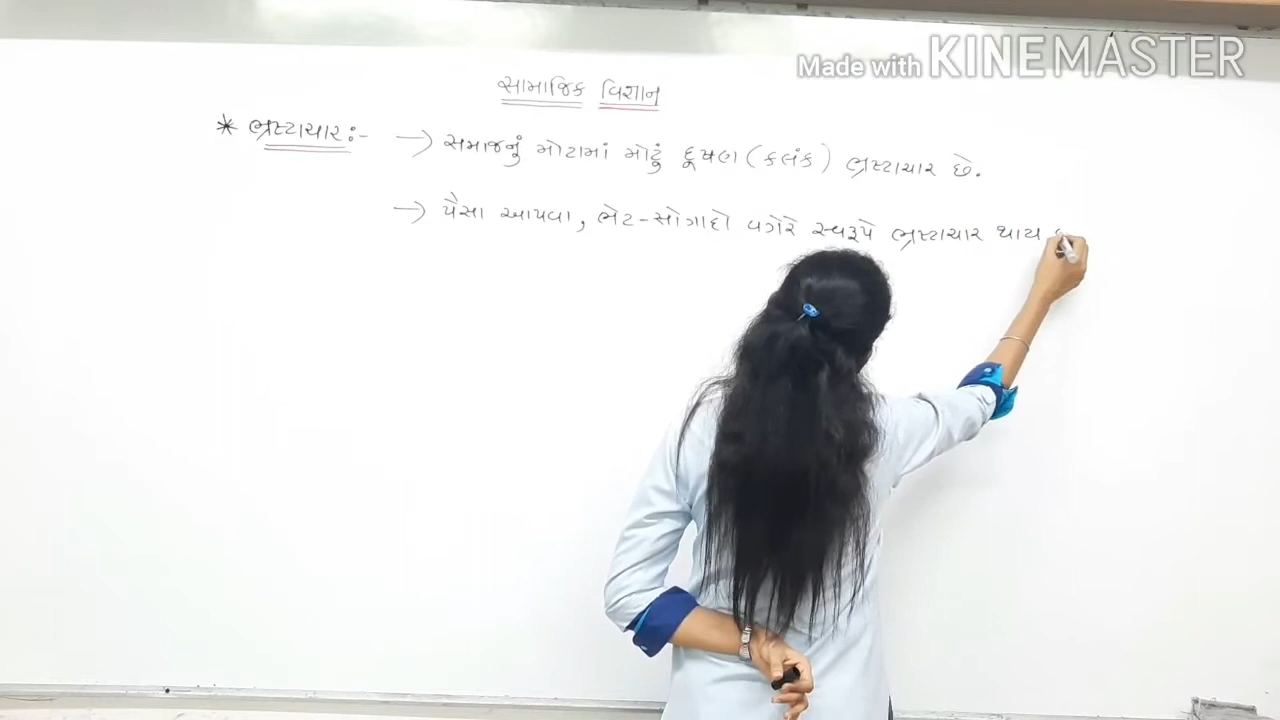 Made with KINEMASTER
સામાજિક વિજ્ઞાન
* ભ્રષ્ટાચાર :- → સમાજનું મોટામાં મોટું દૂષણ (કલંક) ભ્રષ્ટાચાર છે.
→ પૈસા આપવા, ભેટ-સોગાદો વગેરે સ્વરૂપે ભ્રષ્ટાચાર થાય